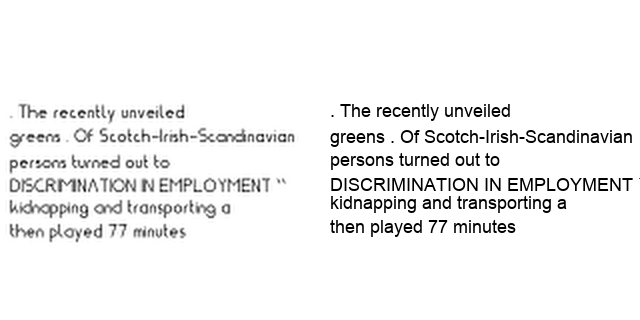 . The recently unveiled
greens . Of Scotch-Irish-Scandinavian
persons turned out to
DISCRIMINATION IN EMPLOYMENT ``
kidnapping and transporting a
then played 77 minutes
. The recently unveiled
greens . Of Scotch-Irish-Scandinavian
persons turned out to
DISCRIMINATION IN EMPLOYMENT `
kidnapping and transporting a
then played 77 minutes